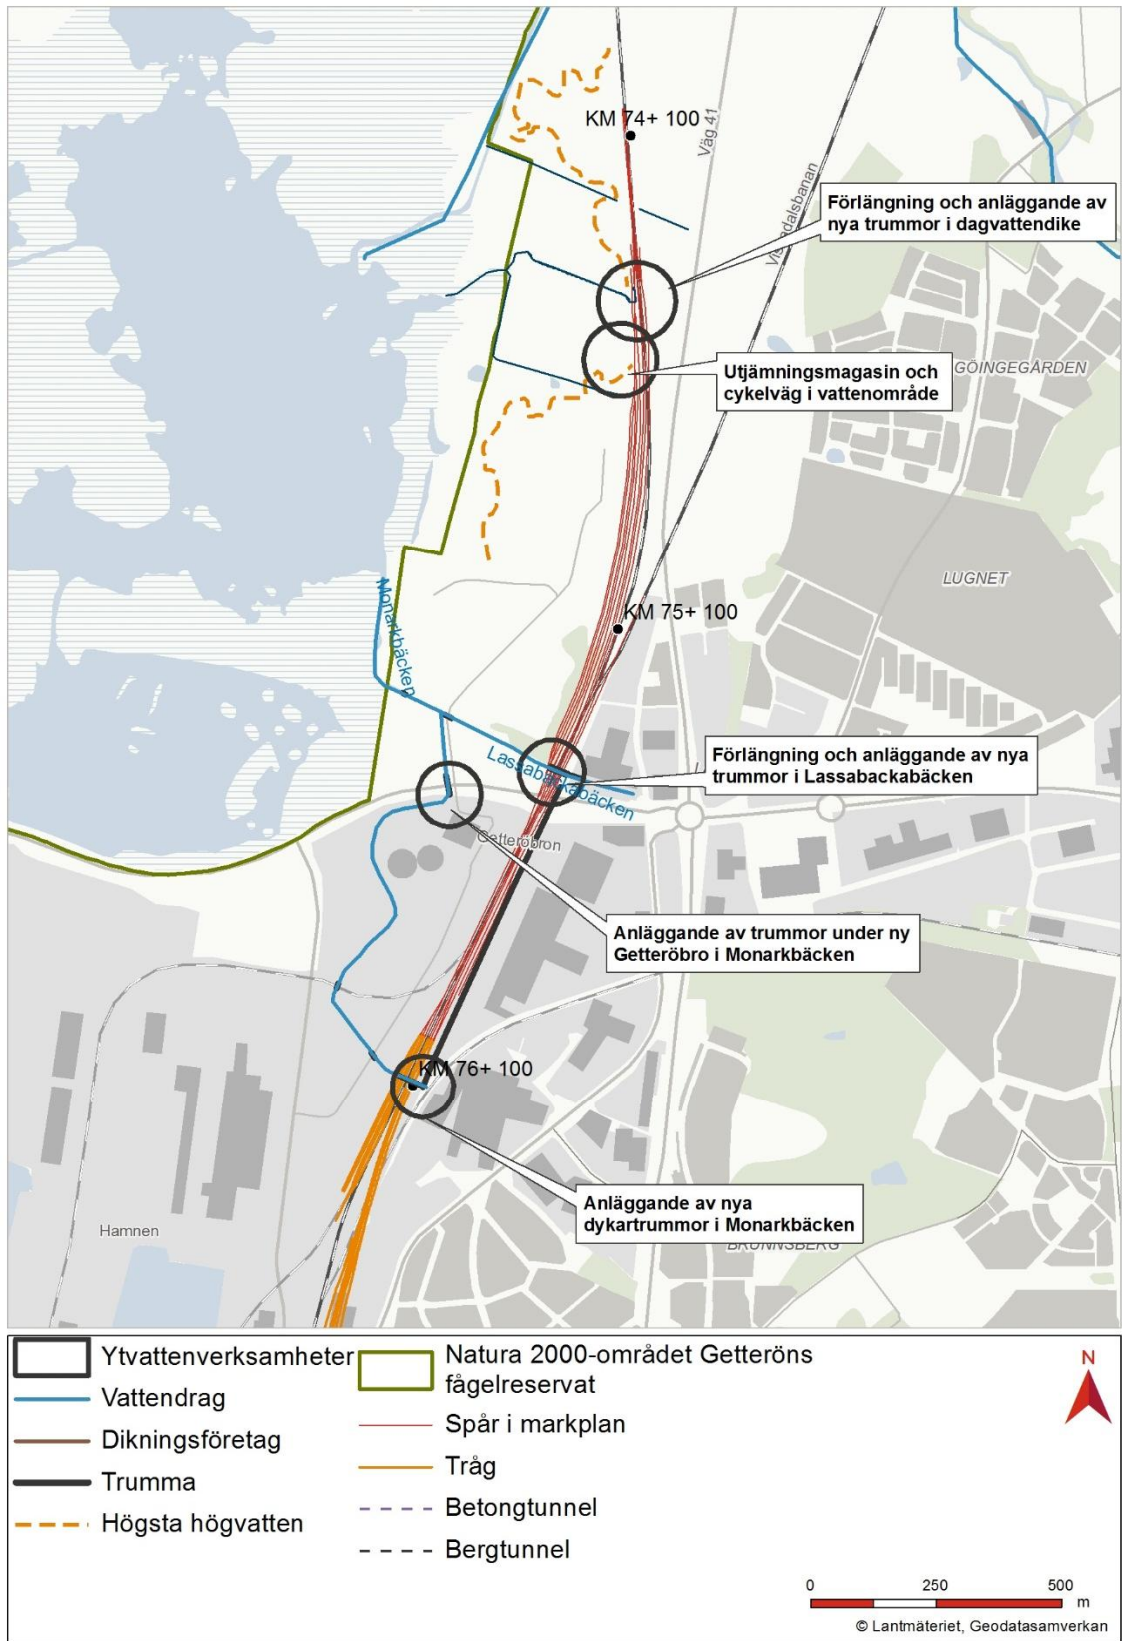 KM 74+ 100
Väg 41
Förlängning och anläggande av
nya trummor i dagvattendike
Utjämningsmagasin och
cykelväg i vattenområde
GÖINGEGÅRDEN
LUGNET
Monarkbäcken
KM 75+ 100
Förlängning och anläggande av nya
trummor i Lassabackabäcken
Lassabackabäcken
Getteröbron
Anläggande av trummor under ny
Getteröbro i Monarkbäcken
KM 76+ 100
Anläggande av nya
dykartrummor i Monarkbäcken
Hamnen
BRUNNSBERG
Ytvattenverksamheter
Vattendrag
Dikningsföretag
Trumma
Högsta högvatten
Natura 2000-området Getteröns
fågelreservat
Spår i markplan
Tråg
Betongtunnel
Bergtunnel
N
0 250 500
m
© Lantmäteriet, Geodatasamverkan